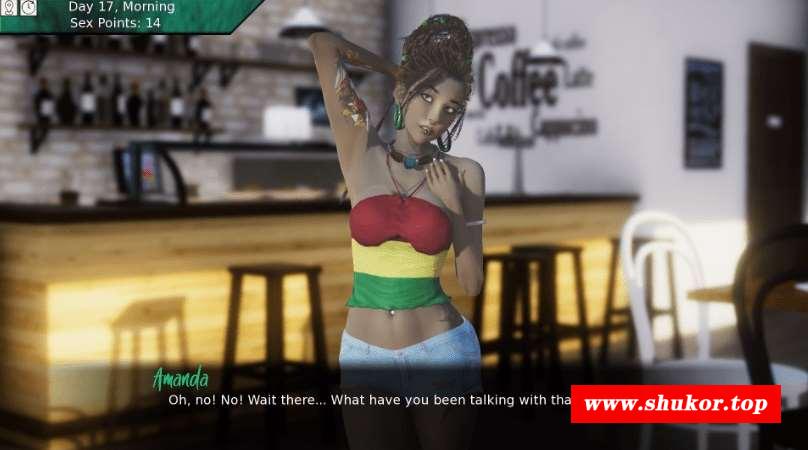 Day 17, Morning
Sex Points: 14
Coffee
Latte
Cappuccino
Amanda
Oh, no! No! Wait there... What have you been talking with
www.shukor.top